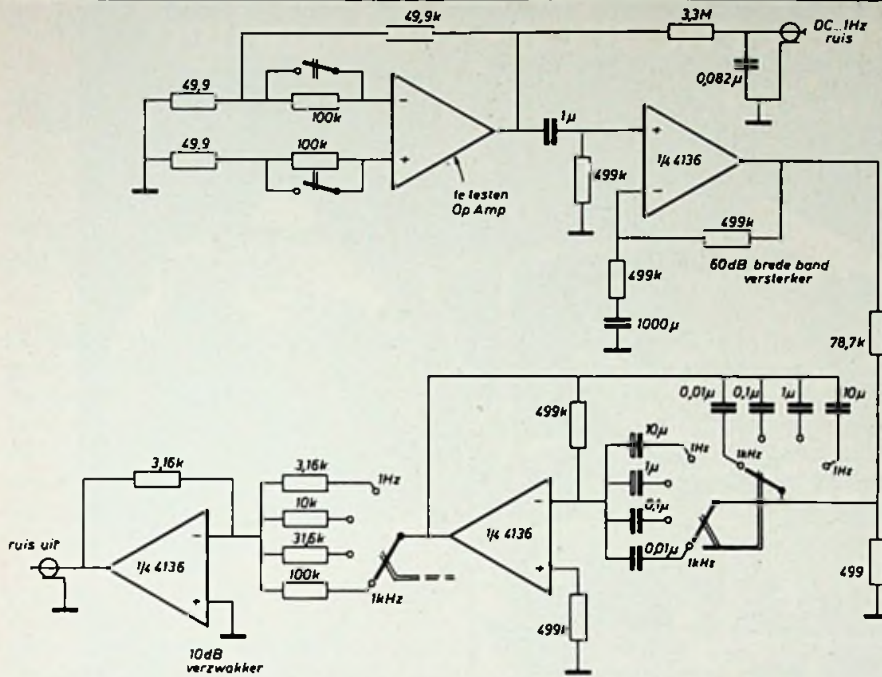 49,9k
3,3M
DC...1Hz
ruis
0,082µ
49,9
100k
1µ
49,9
100k
te testen
Op Amp
499k
1/4 4136
499k
60dB brede band
versterker
499k
1000µ
78,7k
0,01µ
0,1µ
1µ
10µ
499k
10µ
1Hz
1µ
0,1µ
0,01µ
1kHz
1kHz
1Hz
3,16k
3,16k
1Hz
10k
31,6k
100k
1kHz
1/4 4136
ruis uit
1/4 4136
499k
499
10dB
verzwakker
-
+
+
-
-
+
-
+